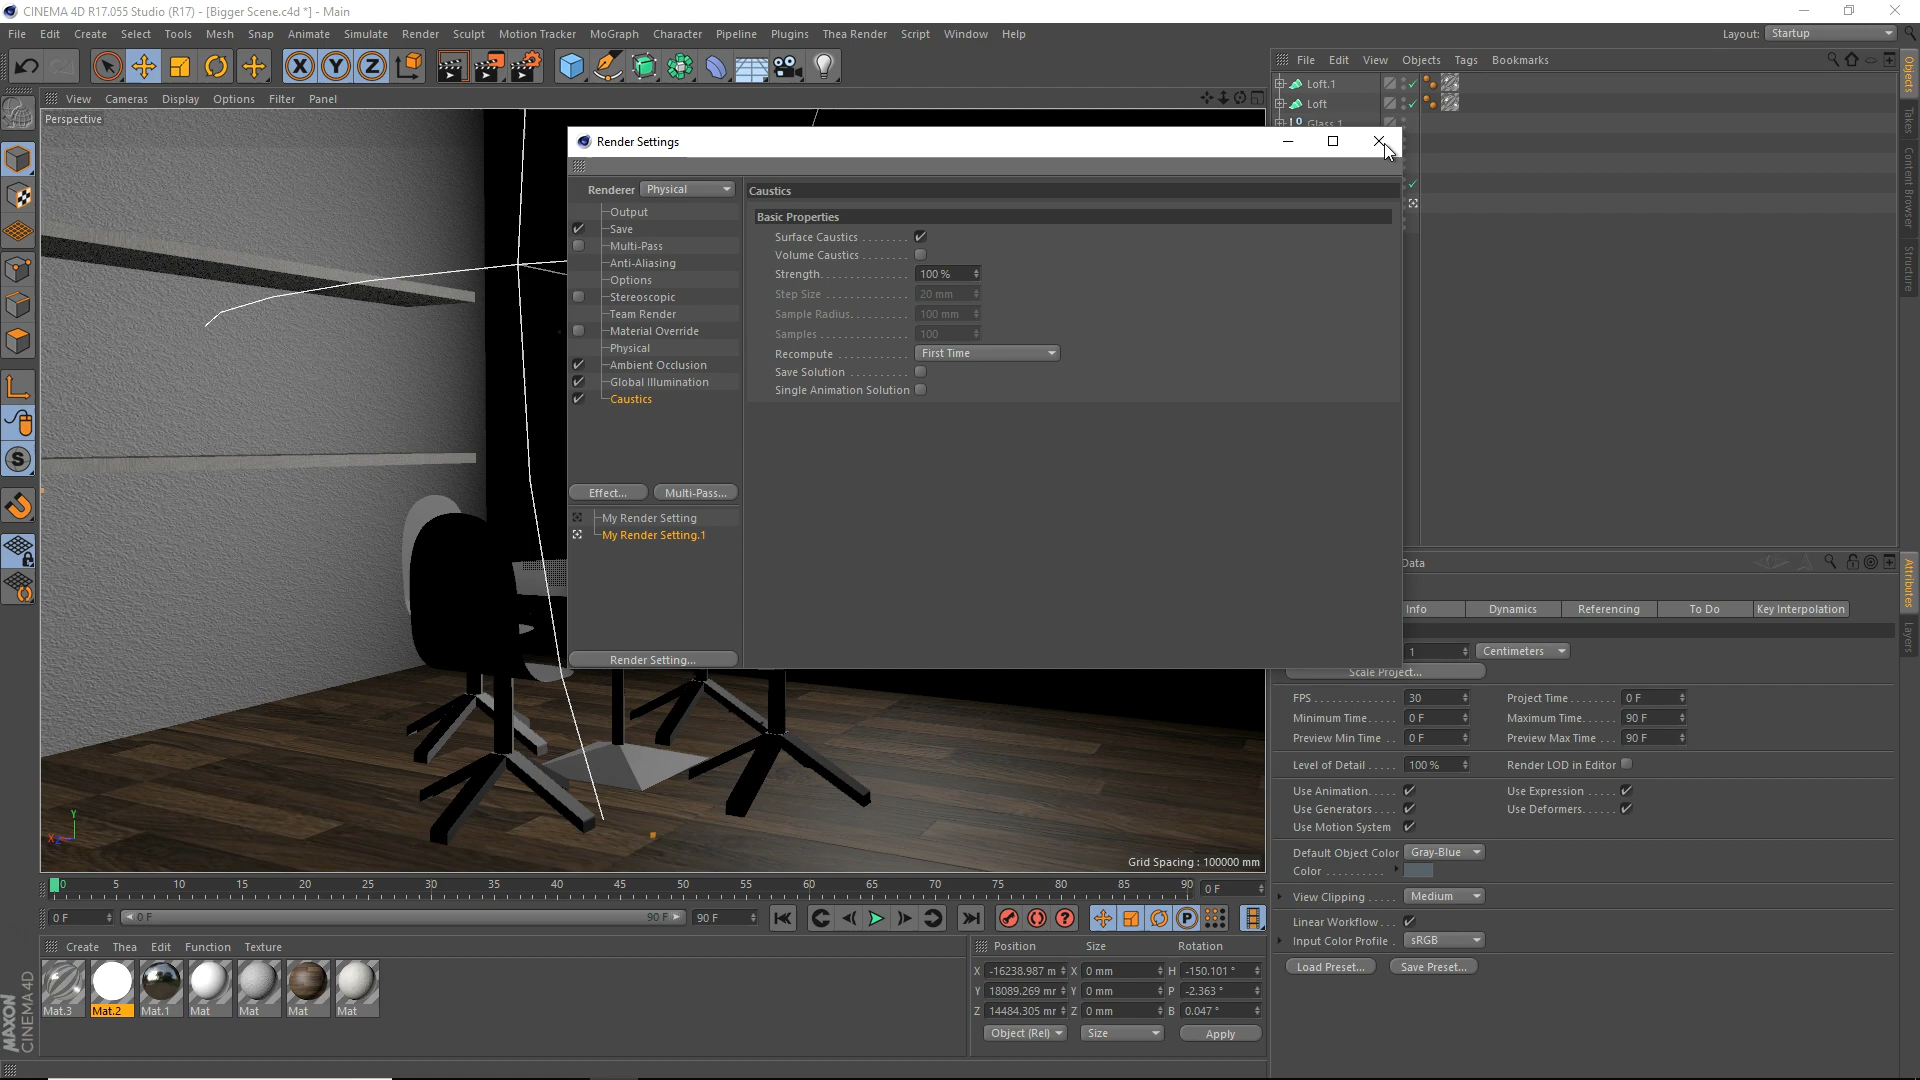 CINEMA 4D R17.055 Studio (R17) - [Bigger Scene.c4d *] - Main
File Edit Create Select Tools Mesh Snap Animate Simulate Render Sculpt Motion Tracker MoGraph Character Pipeline Plugins Thea Render Script Window Help
Layout: Startup
File Edit View Objects Tags Bookmarks
Loft.1
Loft
Glass.1
Objects
Takes
Content Browser
Structure
View Cameras Display Options Filter Panel
Perspective
Render Settings
Renderer Physical
Output
Save
Multi-Pass
Anti-Aliasing
Options
Stereoscopic
Team Render
Material Override
Physical
Ambient Occlusion
Global Illumination
Caustics
Effect... Multi-Pass...
My Render Setting
My Render Setting.1
Render Setting...
Caustics
Basic Properties
Surface Caustics
Volume Caustics
Strength 100 %
Step Size 20 mm
Sample Radius 100 mm
Samples 100
Recompute First Time
Save Solution
Single Animation Solution
Data
Info Dynamics Referencing To Do Key Interpolation
Attributes
Layers
1 Centimeters
Scale Project...
FPS 30 Project Time 0 F
Minimum Time 0 F Maximum Time 90 F
Preview Min Time 0 F Preview Max Time 90 F
Level of Detail 100 % Render LOD in Editor
Use Animation Use Expression
Use Generators Use Deformers
Use Motion System
Default Object Color Gray-Blue
Color
View Clipping Medium
Linear Workflow
Input Color Profile sRGB
Load Preset... Save Preset...
Y
X Z
Grid Spacing : 100000 mm
0 5 10 15 20 25 30 35 40 45 50 55 60 65 70 75 80 85 90 0 F
0 F 0 F 90 F 90 F
Create Thea Edit Function Texture
Mat.3 Mat.2 Mat.1 Mat Mat Mat Mat
Position Size Rotation
X -16238.987 m X 0 mm H -150.101 °
Y 18089.269 mr Y 0 mm P -2.363 °
Z 14484.305 mr Z 0 mm B 0.047 °
Object (Rel) Size Apply
MAXON
CINEMA 4D